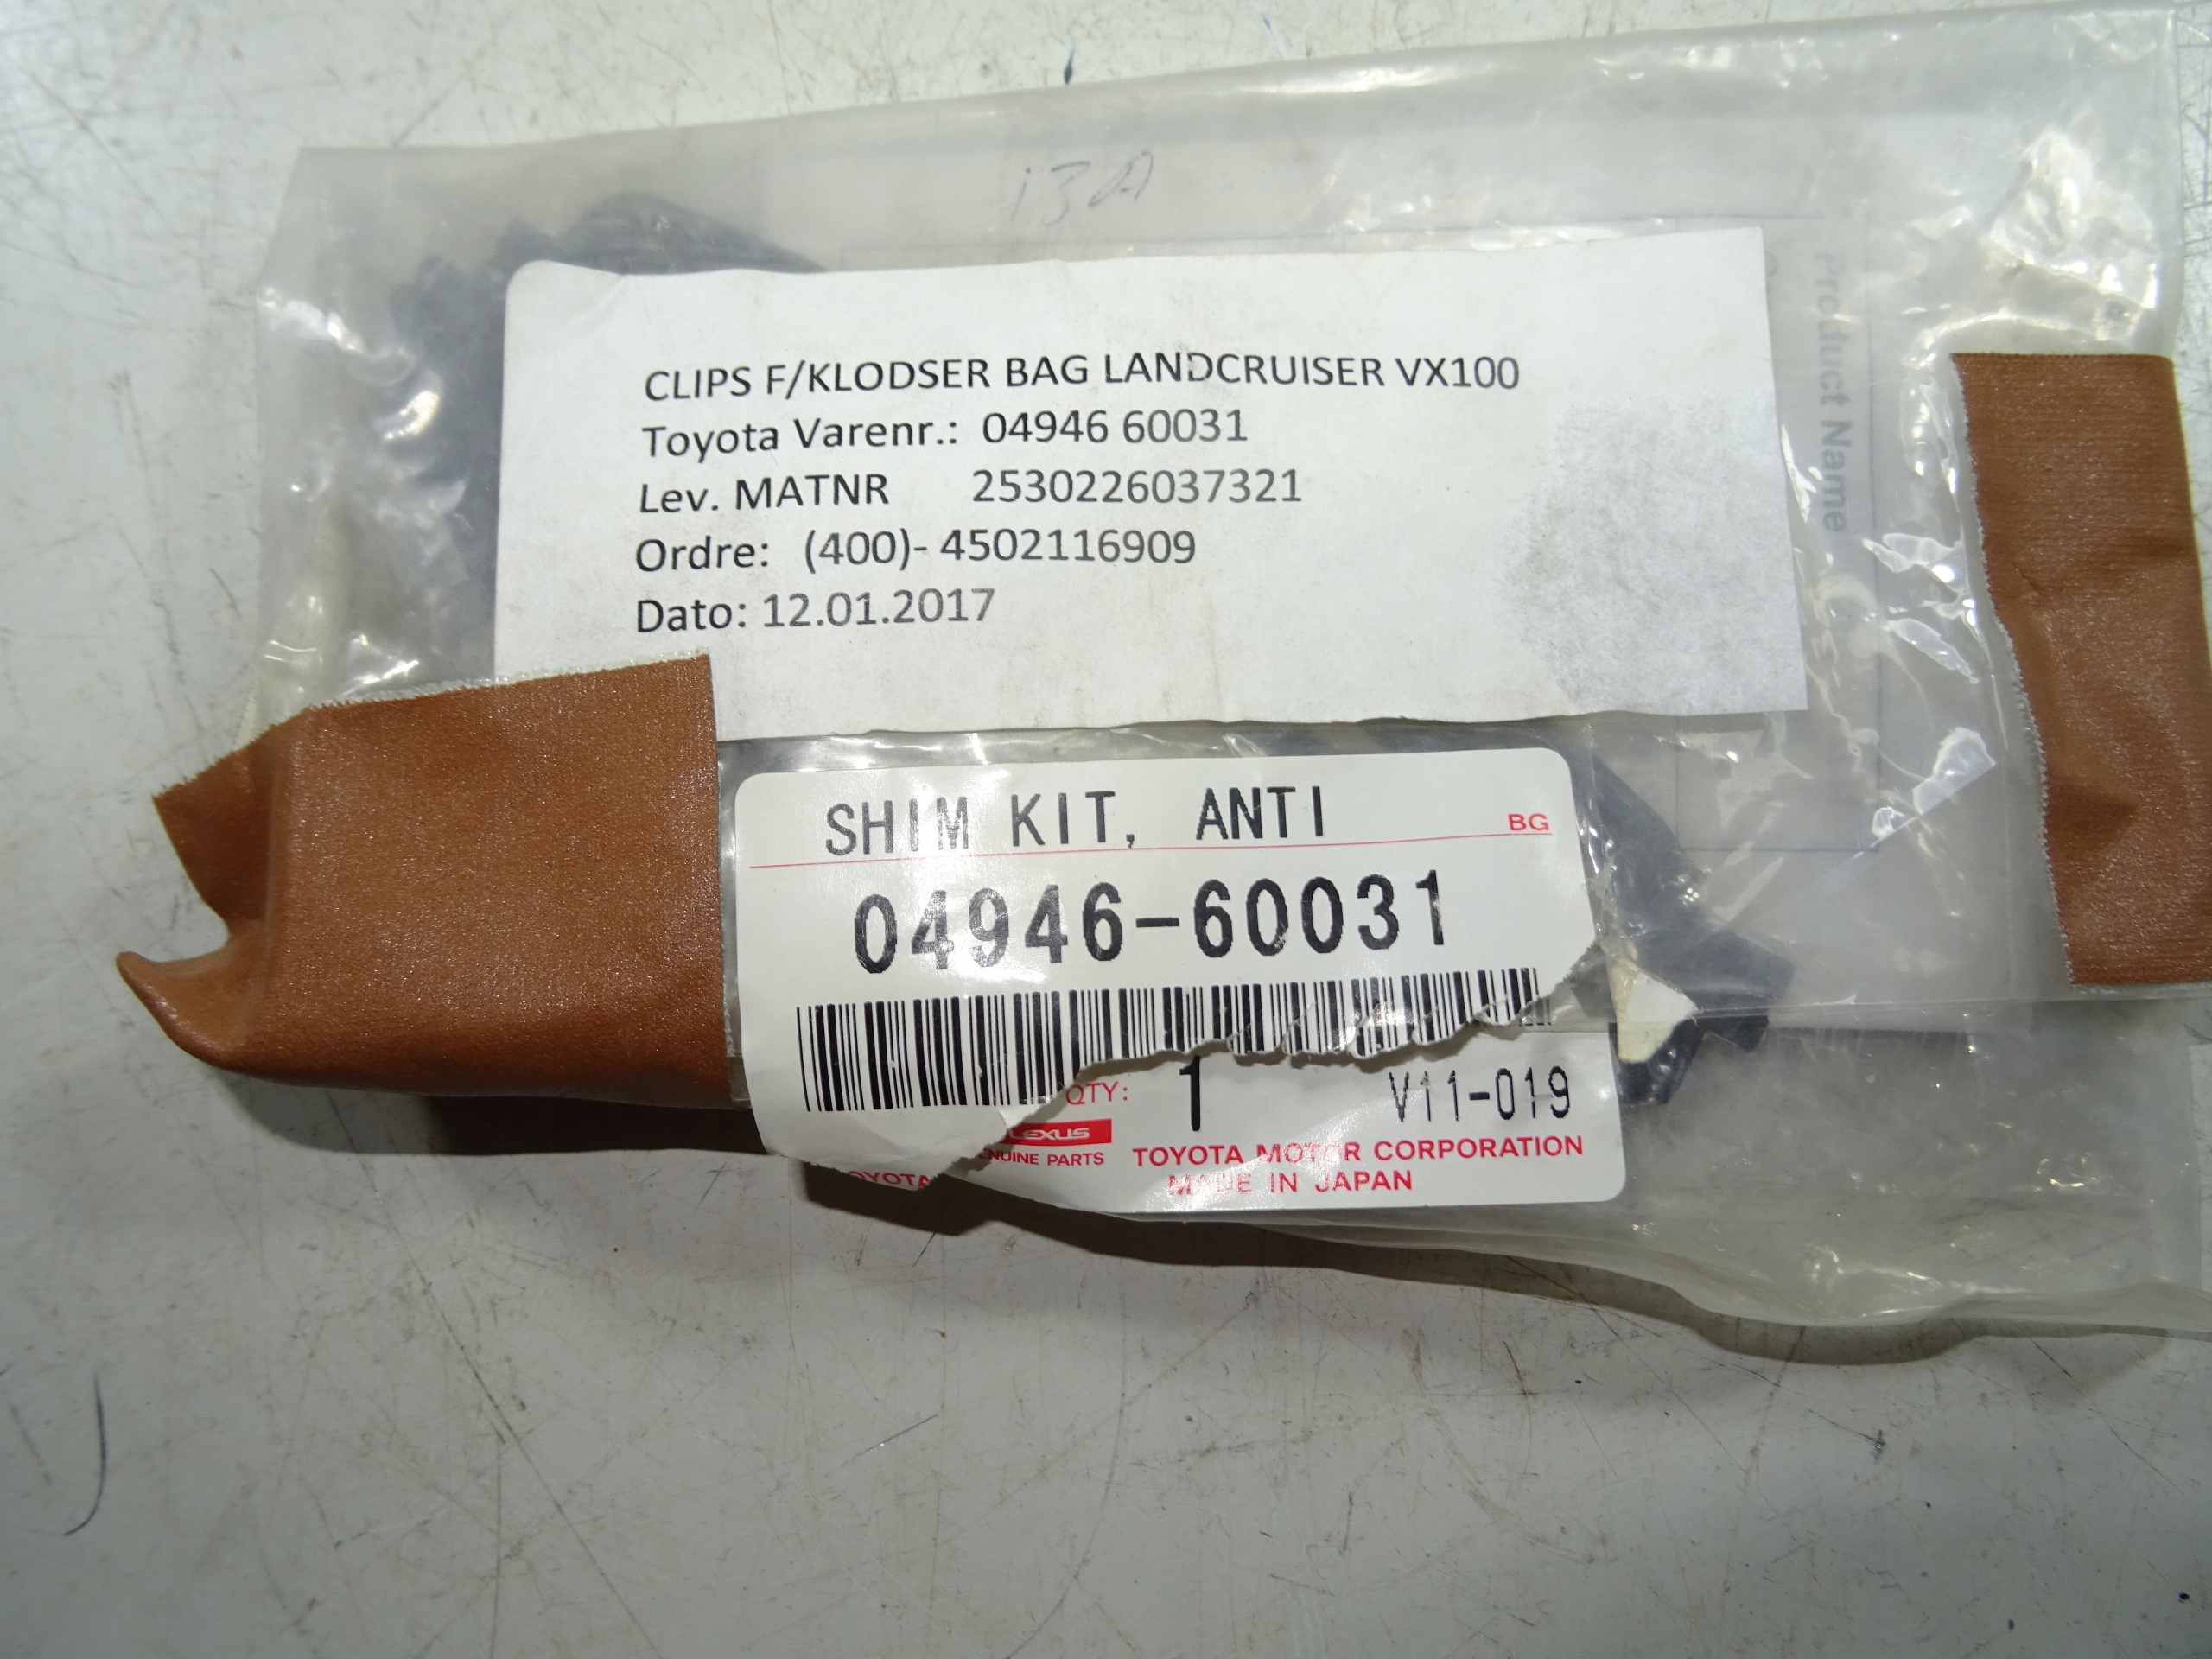 13A
Product Name
CLIPS F/KLODSER BAG LANDCRUISER VX100
Toyota Varenr.: 04946 60031
Lev. MATNR 2530226037321
Ordre: (400)- 4502116909
Dato: 12.01.2017
SHIM KIT, ANTI
BG
04946-60031
QTY: 1 V11-019
LEXUS
TOYOTA MOTOR CORPORATION
MADE IN JAPAN
TOYOTA
PARTS